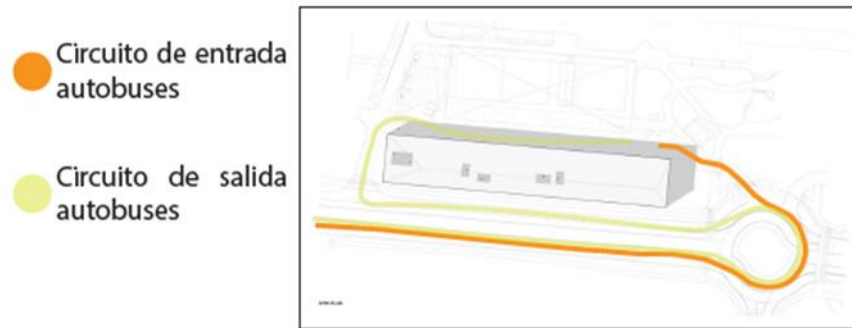 Circuito de entrada
autobuses
Circuito de salida
autobuses